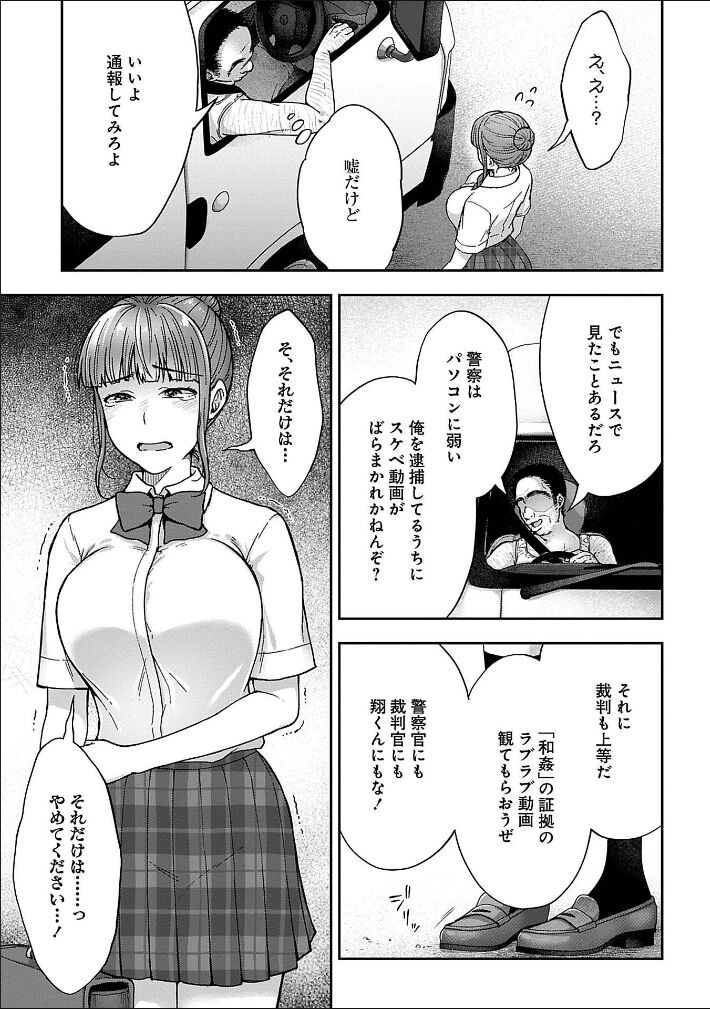 え、え…？
嘘だけど
いいよ
通報してみろよ
でもニュースで
見たことあるだろ
警察は
パソコンに弱い
俺を逮捕してるうちに
スケベ動画が
ばらまかれかねんぞ？
それに
裁判も上等だ
「和姦」の証拠の
ラブラブ動画
観てもらおうぜ
警察官にも
裁判官にも
翔くんにもな！
そ、それだけは…
それだけは……っ
やめてください…！